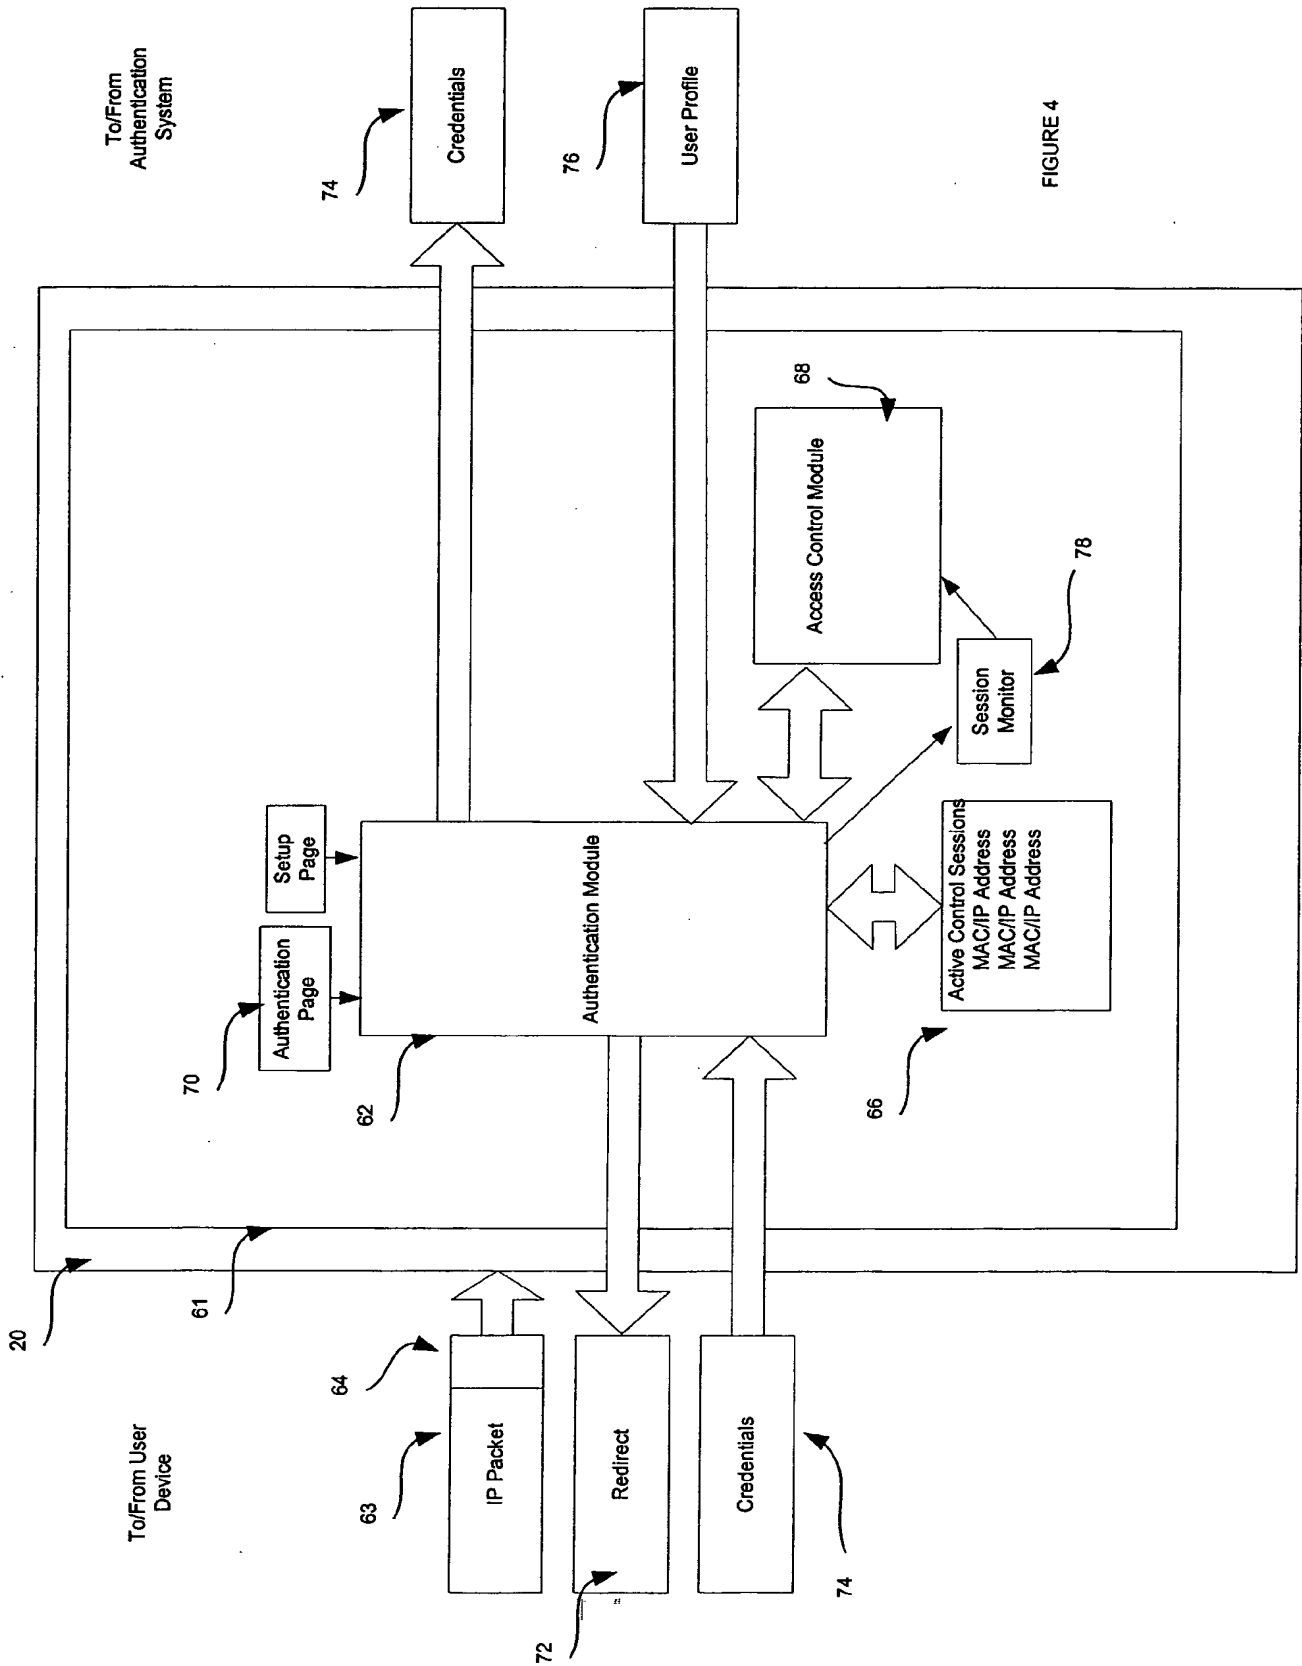 To/From User
Device
To/From
Authentication
System
20
61
63
64
IP Packet
72
Redirect
74
Credentials
70
Authentication
Page
Setup
Page
62
Authentication Module
66
Active Control Sessions
MAC/IP Address
MAC/IP Address
MAC/IP Address
Session
Monitor
78
Access Control Module
68
74
Credentials
76
User Profile
FIGURE 4